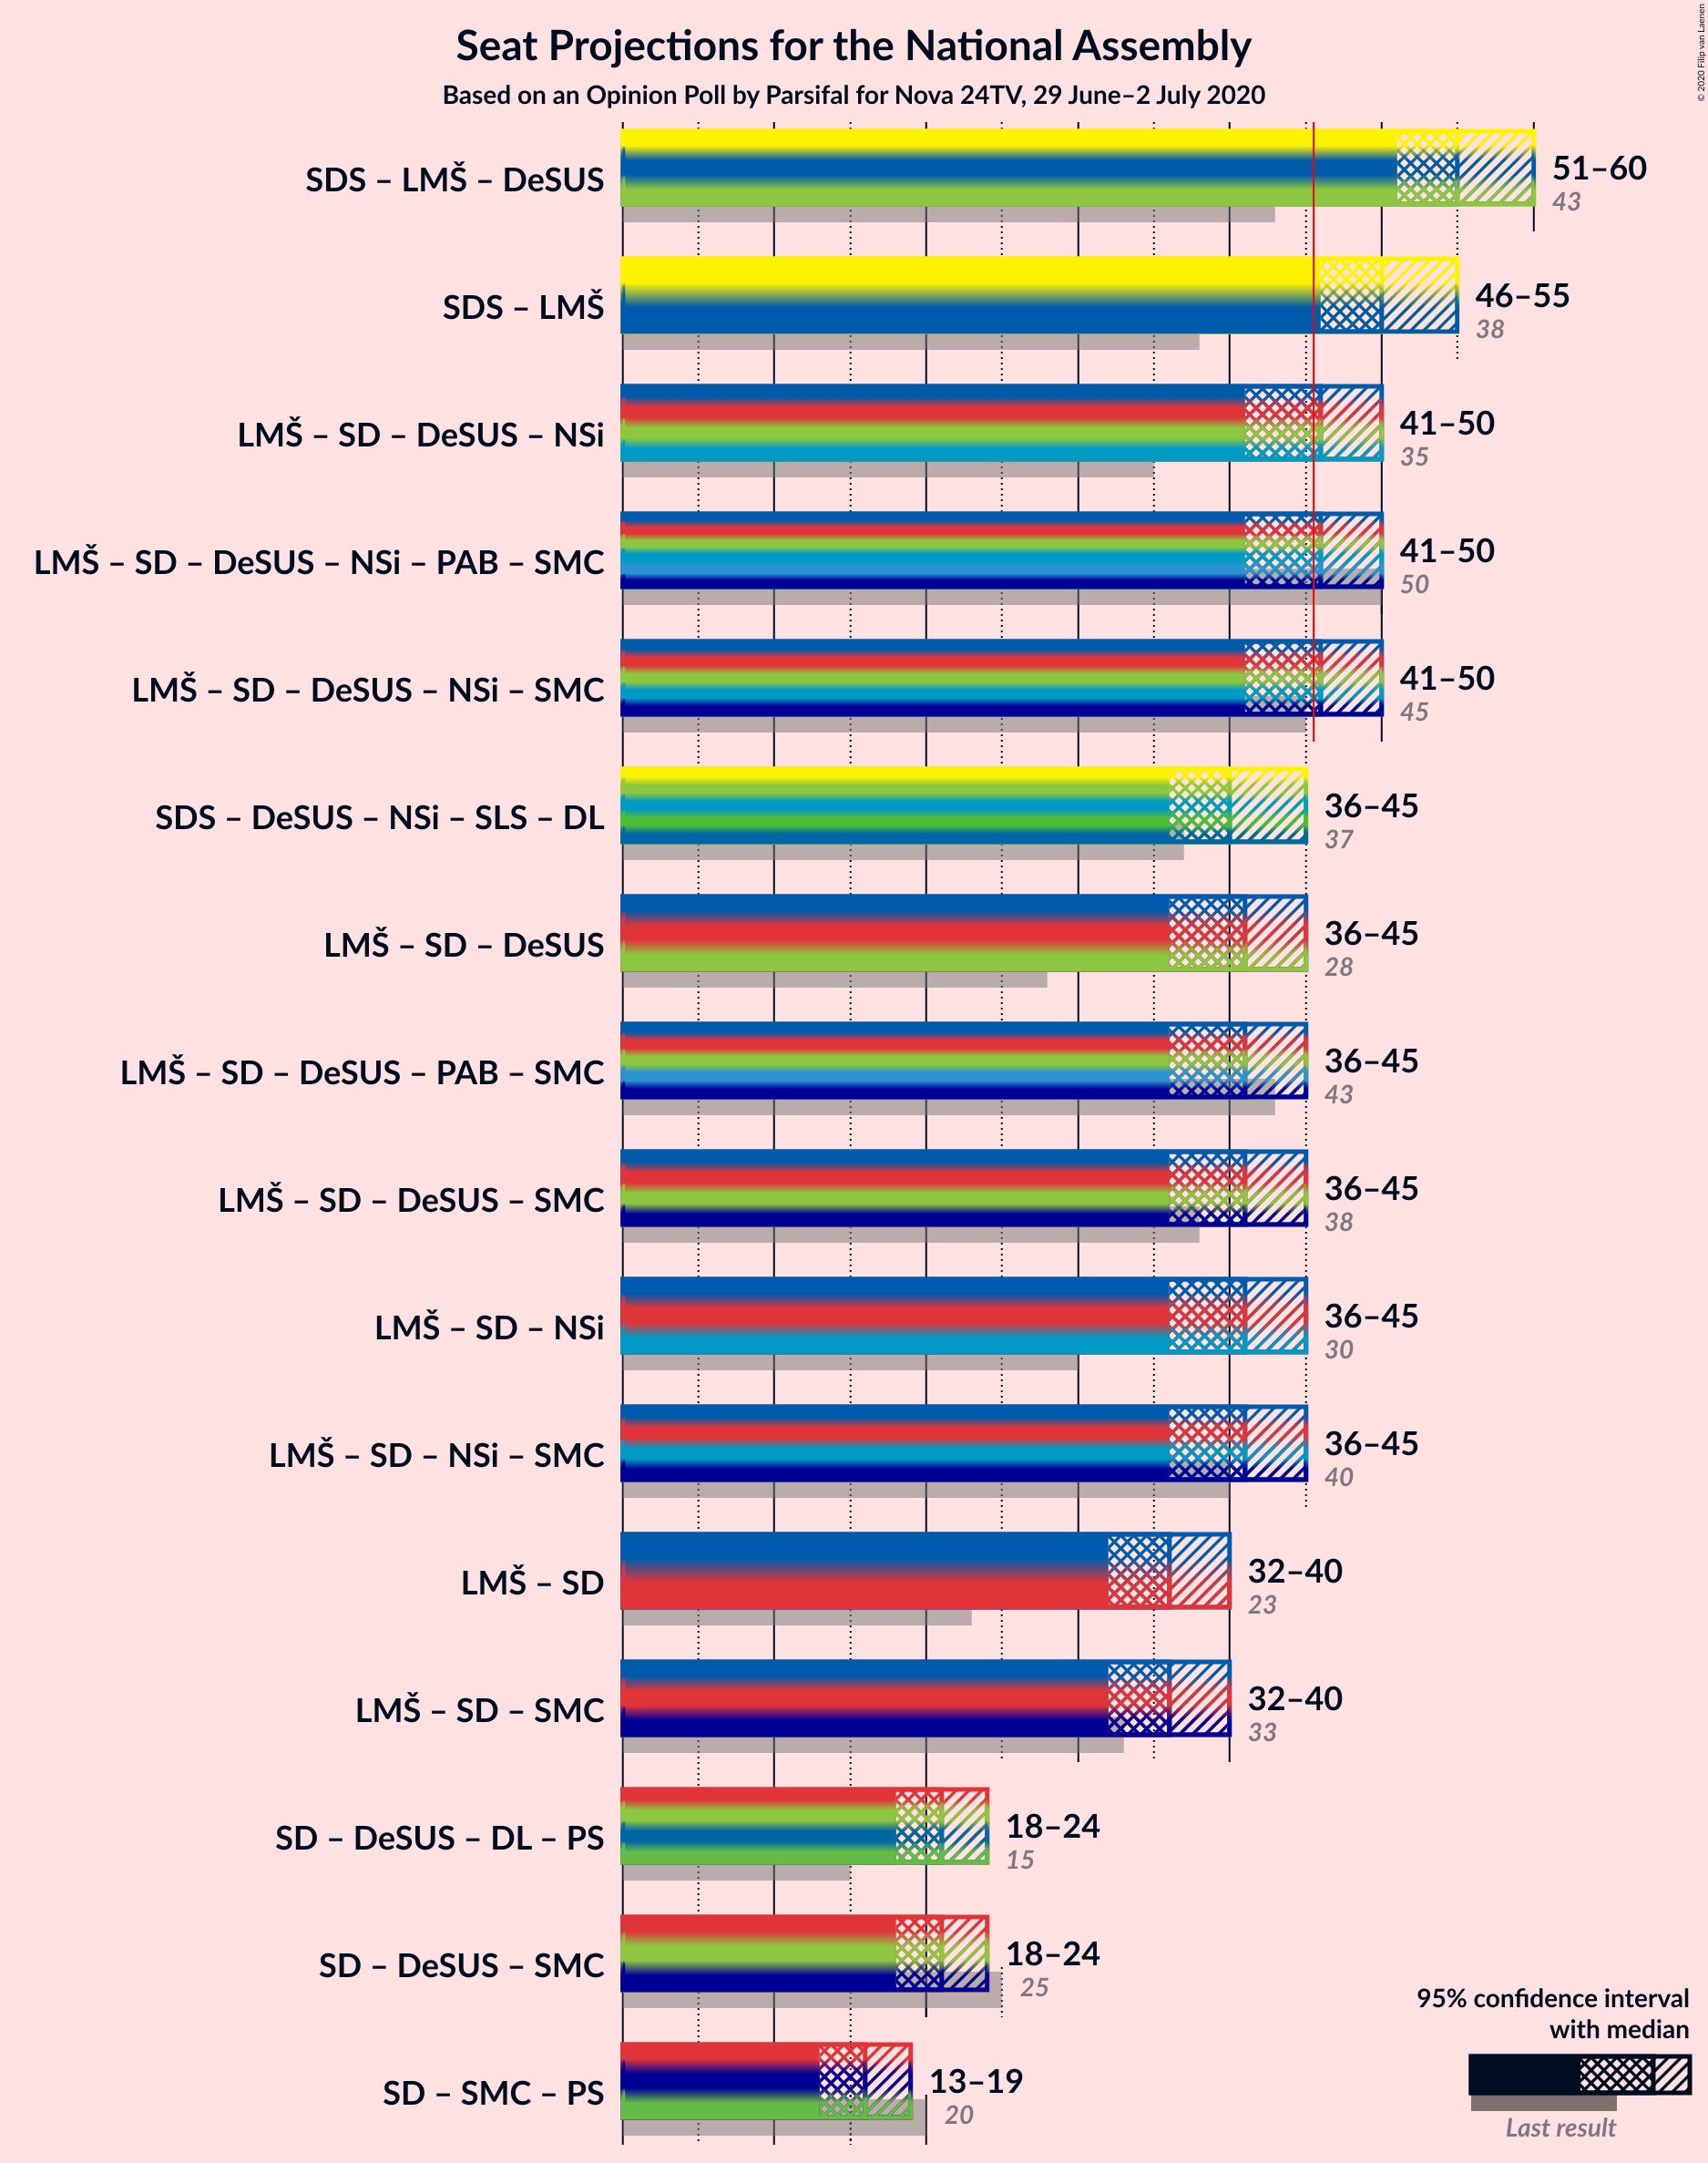 Seat Projections for the National Assembly
Based on an Opinion Poll by Parsifal for Nova 24TV, 29 June–2 July 2020
© 2020 Filip van Laenen
SDS – LMŠ – DeSUS
51–60
43
SDS – LMŠ
46–55
38
LMŠ – SD – DeSUS – NSi
41–50
35
LMŠ – SD – DeSUS – NSi – PAB – SMC
41–50
50
LMŠ – SD – DeSUS – NSi – SMC
41–50
45
SDS – DeSUS – NSi – SLS – DL
36–45
37
LMŠ – SD – DeSUS
36–45
28
LMŠ – SD – DeSUS – PAB – SMC
36–45
43
LMŠ – SD – DeSUS – SMC
36–45
38
LMŠ – SD – NSi
36–45
30
LMŠ – SD – NSi – SMC
36–45
40
LMŠ – SD
32–40
23
LMŠ – SD – SMC
32–40
33
SD – DeSUS – DL – PS
18–24
15
SD – DeSUS – SMC
18–24
25
SD – SMC – PS
13–19
20
95% confidence interval
with median
Last result